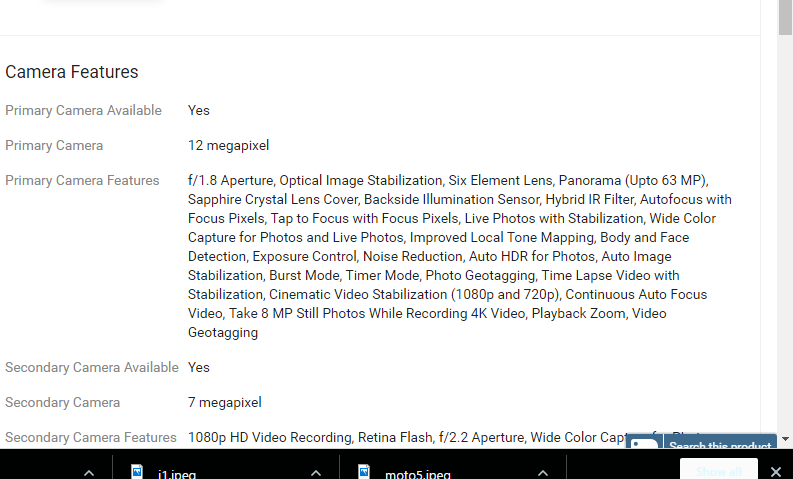 Camera Features
Primary Camera Available Yes
Primary Camera 12 megapixel
Primary Camera Features f/1.8 Aperture, Optical Image Stabilization, Six Element Lens, Panorama (Upto 63 MP),
Sapphire Crystal Lens Cover, Backside Illumination Sensor, Hybrid IR Filter, Autofocus with
Focus Pixels, Tap to Focus with Focus Pixels, Live Photos with Stabilization, Wide Color
Capture for Photos and Live Photos, Improved Local Tone Mapping, Body and Face
Detection, Exposure Control, Noise Reduction, Auto HDR for Photos, Auto Image
Stabilization, Burst Mode, Timer Mode, Photo Geotagging, Time Lapse Video with
Stabilization, Cinematic Video Stabilization (1080p and 720p), Continuous Auto Focus
Video, Take 8 MP Still Photos While Recording 4K Video, Playback Zoom, Video
Geotagging
Secondary Camera Available Yes
Secondary Camera 7 megapixel
Secondary Camera Features 1080p HD Video Recording, Retina Flash, f/2.2 Aperture, Wide Color
Search this product
i1.jpeg
moto5.jpeg
Show all